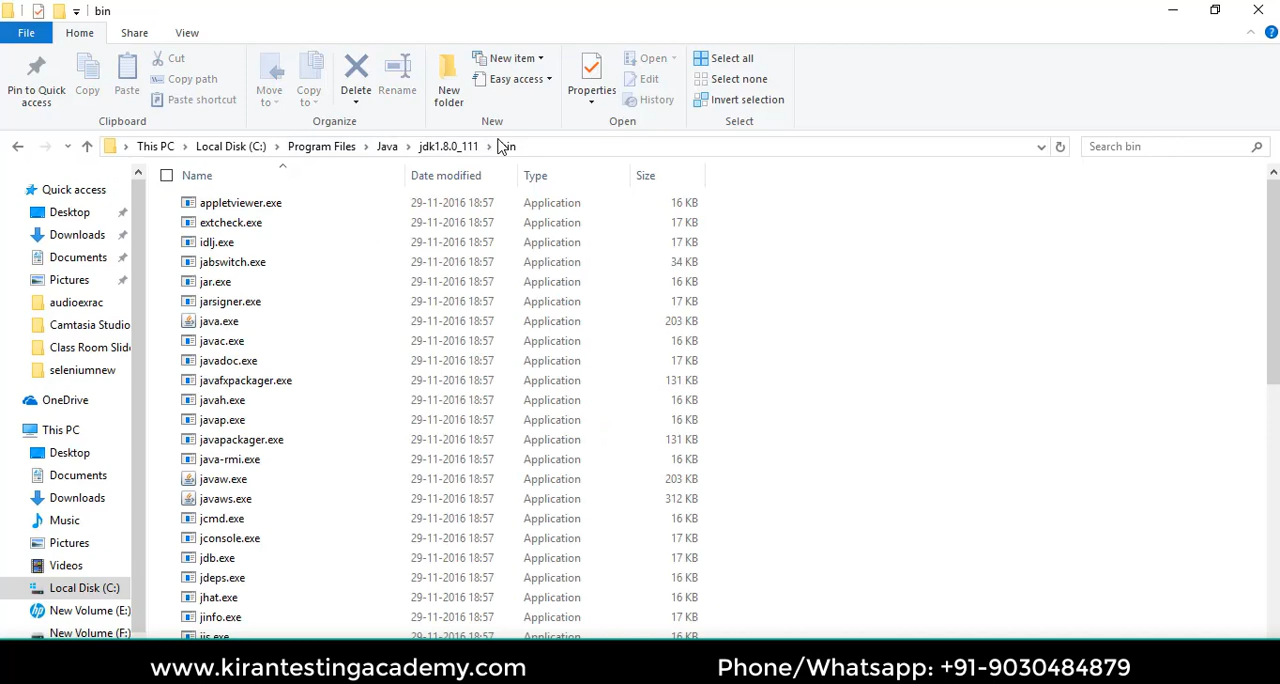 bin
File Home Share View
Pin to Quick access
Copy
Paste
Cut
Copy path
Paste shortcut
Clipboard
Move to
Copy to
Delete
Rename
Organize
New folder
New item
Easy access
New
Properties
Open
Edit
History
Open
Select all
Select none
Invert selection
Select
This PC > Local Disk (C:) > Program Files > Java > jdk1.8.0_111 >
Search bin
Quick access
Desktop
Downloads
Documents
Pictures
audioexrac
Camtasia Studio
Class Room Slide
seleniumnew
OneDrive
This PC
Desktop
Documents
Downloads
Music
Pictures
Videos
Local Disk (C:)
New Volume (E:)
New Volume (F:)
Name Date modified Type Size
appletviewer.exe 29-11-2016 18:57 Application 16 KB
extcheck.exe 29-11-2016 18:57 Application 17 KB
idlj.exe 29-11-2016 18:57 Application 17 KB
jabswitch.exe 29-11-2016 18:57 Application 34 KB
jar.exe 29-11-2016 18:57 Application 16 KB
jarsigner.exe 29-11-2016 18:57 Application 17 KB
java.exe 29-11-2016 18:57 Application 203 KB
javac.exe 29-11-2016 18:57 Application 16 KB
javadoc.exe 29-11-2016 18:57 Application 17 KB
javafxpackager.exe 29-11-2016 18:57 Application 131 KB
javah.exe 29-11-2016 18:57 Application 16 KB
javap.exe 29-11-2016 18:57 Application 16 KB
javapackager.exe 29-11-2016 18:57 Application 131 KB
java-rmi.exe 29-11-2016 18:57 Application 16 KB
javaw.exe 29-11-2016 18:57 Application 203 KB
javaws.exe 29-11-2016 18:57 Application 312 KB
jcmd.exe 29-11-2016 18:57 Application 16 KB
jconsole.exe 29-11-2016 18:57 Application 17 KB
jdb.exe 29-11-2016 18:57 Application 17 KB
jdeps.exe 29-11-2016 18:57 Application 16 KB
jhat.exe 29-11-2016 18:57 Application 16 KB
jinfo.exe 29-11-2016 18:57 Application 17 KB
29-11-2016 18:57 Application 16 KB
www.kirantestingacademy.com Phone/Whatsapp: +91-9030484879